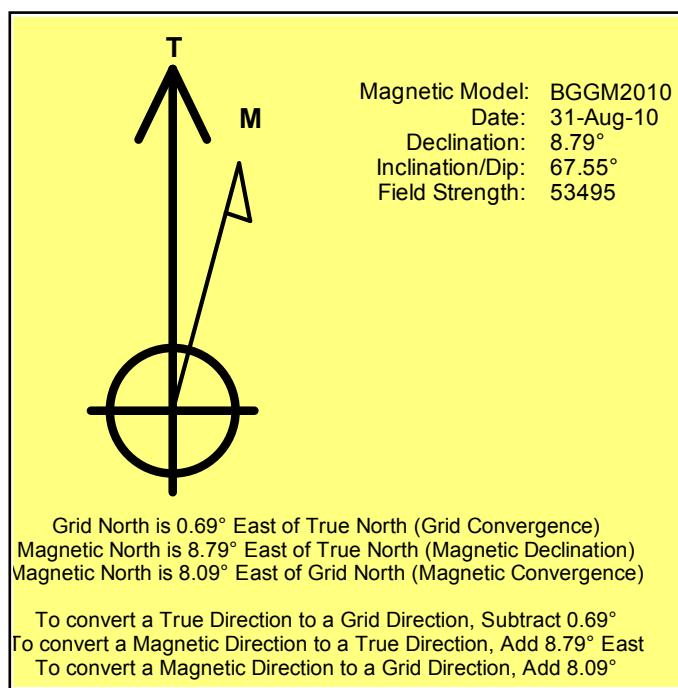 T
M
Magnetic Model: BGGM2010
Date: 31-Aug-10
Declination: 8.79°
Inclination/Dip: 67.55°
Field Strength: 53495
Grid North is 0.69° East of True North (Grid Convergence)
Magnetic North is 8.79° East of True North (Magnetic Declination)
Magnetic North is 8.09° East of Grid North (Magnetic Convergence)
To convert a True Direction to a Grid Direction, Subtract 0.69°
To convert a Magnetic Direction to a True Direction, Add 8.79° East
To convert a Magnetic Direction to a Grid Direction, Add 8.09°